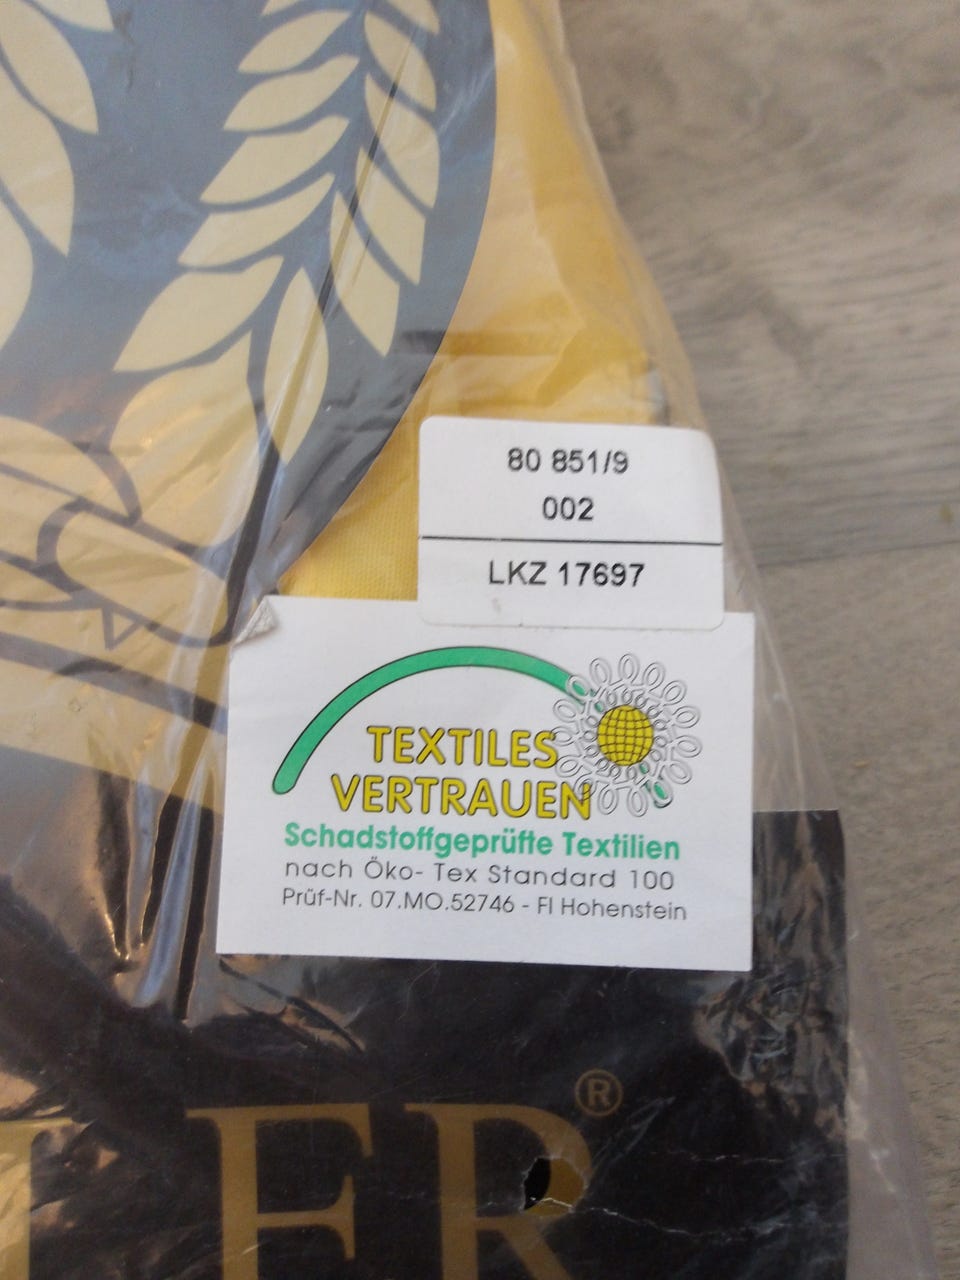 80 851/9
002
LKZ 17697
TEXTILES
VERTRAUEN
Schadstoffgeprüfte Textilien
nach Öko- Tex Standard 100
Prüf-Nr. 07.MO.52746 - FI Hohenstein
LER®